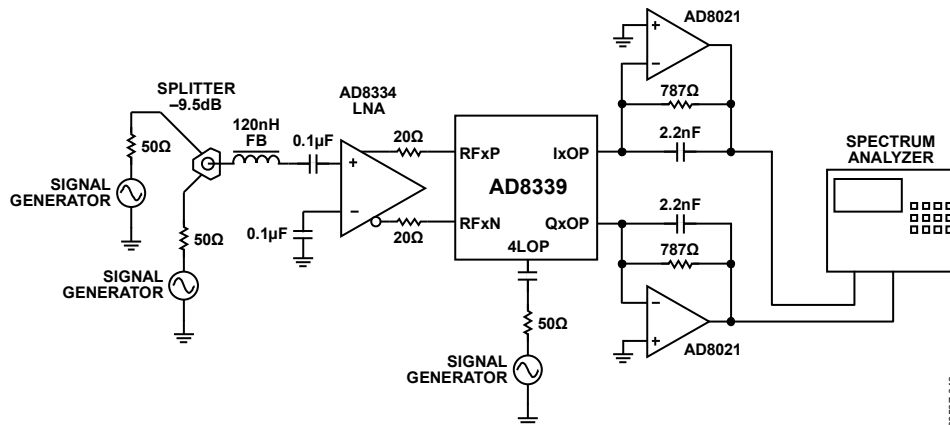 AD8021
SPLITTER
–9.5dB
AD8334
LNA
787Ω
120nH
FB
0.1µF
20Ω
2.2nF
SPECTRUM
ANALYZER
50Ω
+
–
RFxP
IxOP
AD8339
SIGNAL
GENERATOR
RFxN
QxOP
2.2nF
0.1µF
20Ω
4LOP
787Ω
50Ω
SIGNAL
GENERATOR
50Ω
–
+
AD8021
SIGNAL
GENERATOR
+
–